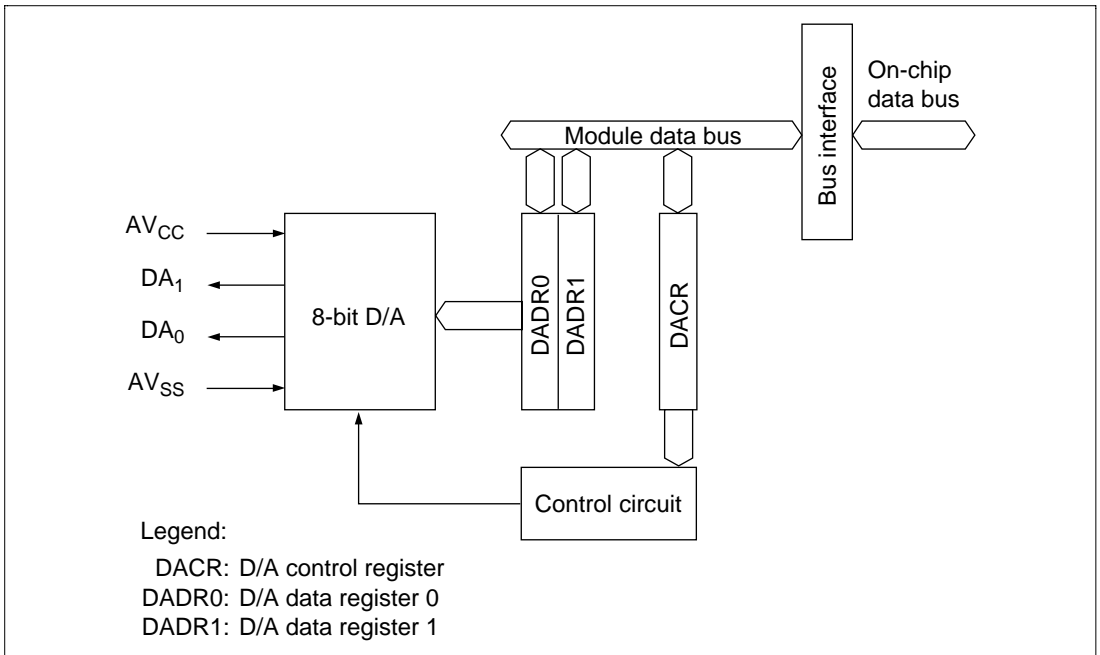 On-chip
data bus
Bus interface
Module data bus
AVCC
DA1
DA0
AVSS
8-bit D/A
DADR0
DADR1
DACR
Control circuit
Legend:
DACR: D/A control register
DADR0: D/A data register 0
DADR1: D/A data register 1